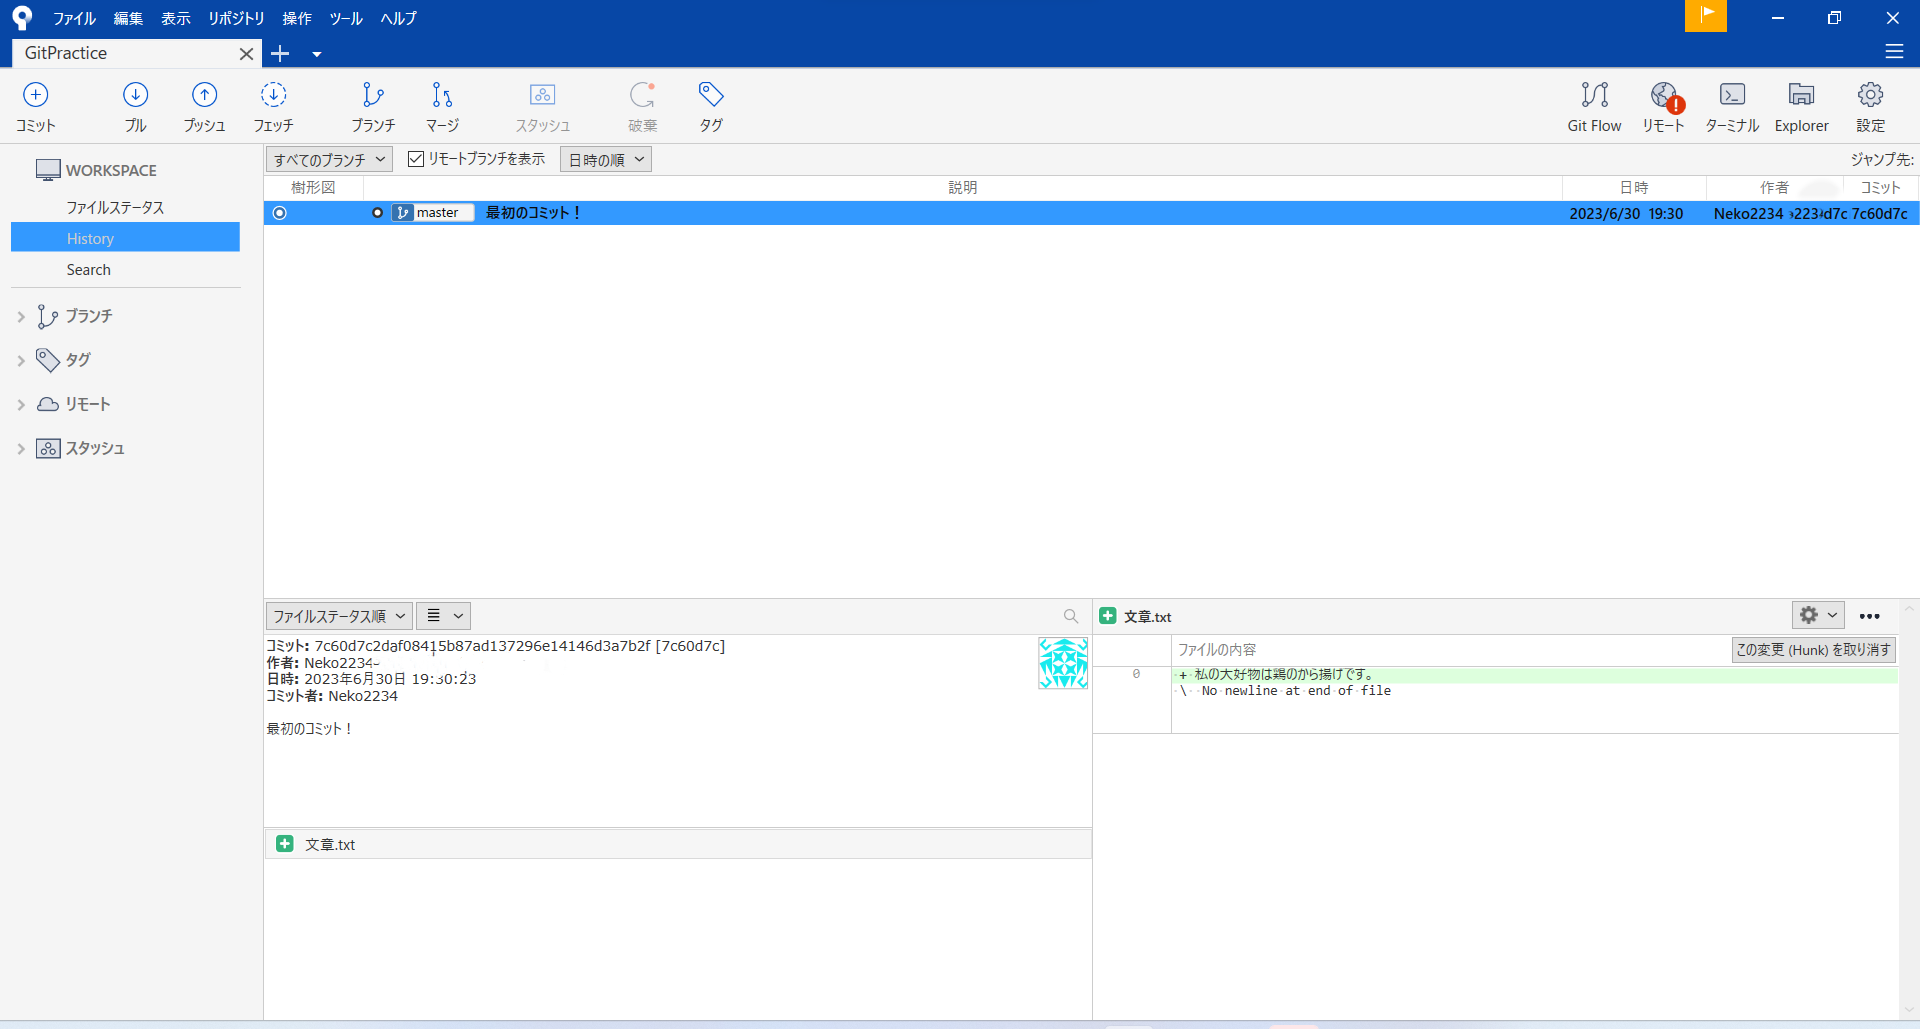 ファイル 編集 表示 リポジトリ 操作 ツール ヘルプ
GitPractice
コミット プル プッシュ フェッチ ブランチ マージ スタッシュ 破棄 タグ Git Flow リモート ターミナル Explorer 設定
WORKSPACE
ファイルステータス
History
Search
ブランチ
タグ
リモート
スタッシュ
すべてのブランチ リモートブランチを表示 日時の順 ジャンプ先:
樹形図 説明 日時 作者 コミット
master 最初のコミット！ 2023/6/30 19:30 Neko2234 7c60d7c
ファイルステータス順
コミット: 7c60d7c2daf08415b87ad137296e14146d3a7b2f [7c60d7c]
作者: Neko2234
日時: 2023年6月30日 19:30:23
コミット者: Neko2234
最初のコミット！
文章.txt
文章.txt
ファイルの内容 この変更 (Hunk) を取り消す
0 + 私の大好物は鶏のから揚げです。
\ No newline at end of file